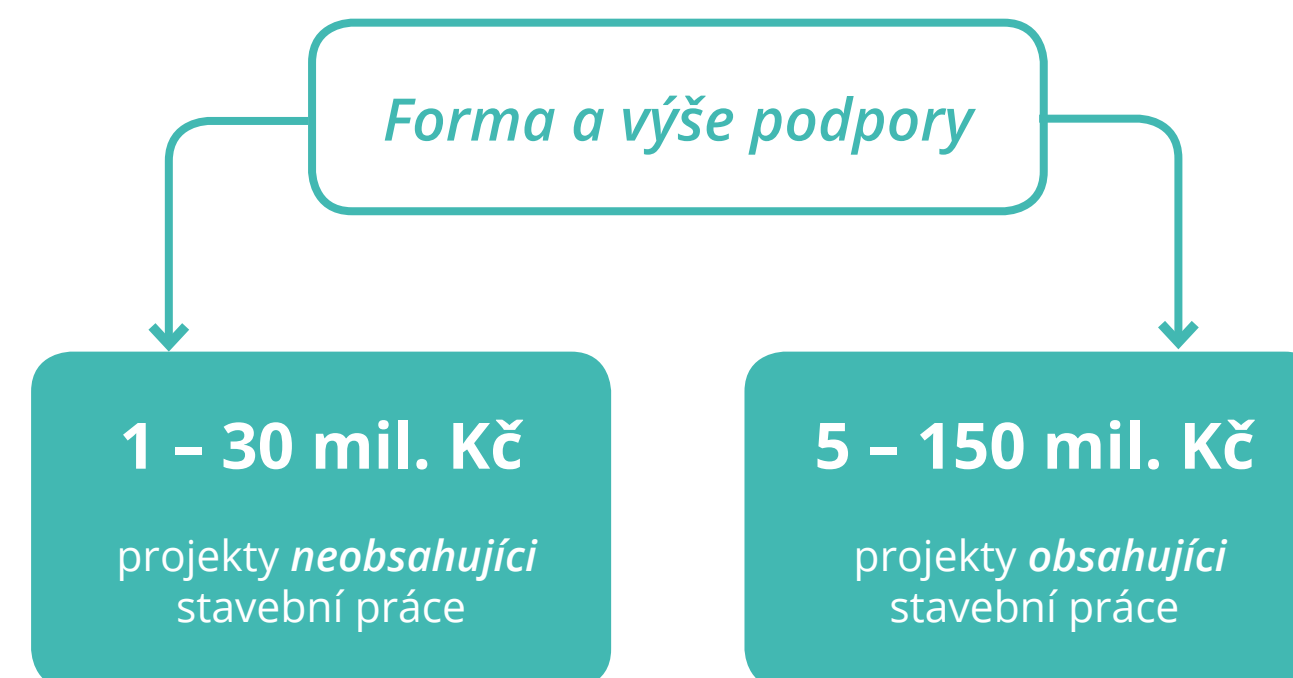 Forma a výše podpory
1 – 30 mil. Kč
projekty neobsahujíci
stavební práce
5 – 150 mil. Kč
projekty obsahujíci
stavební práce